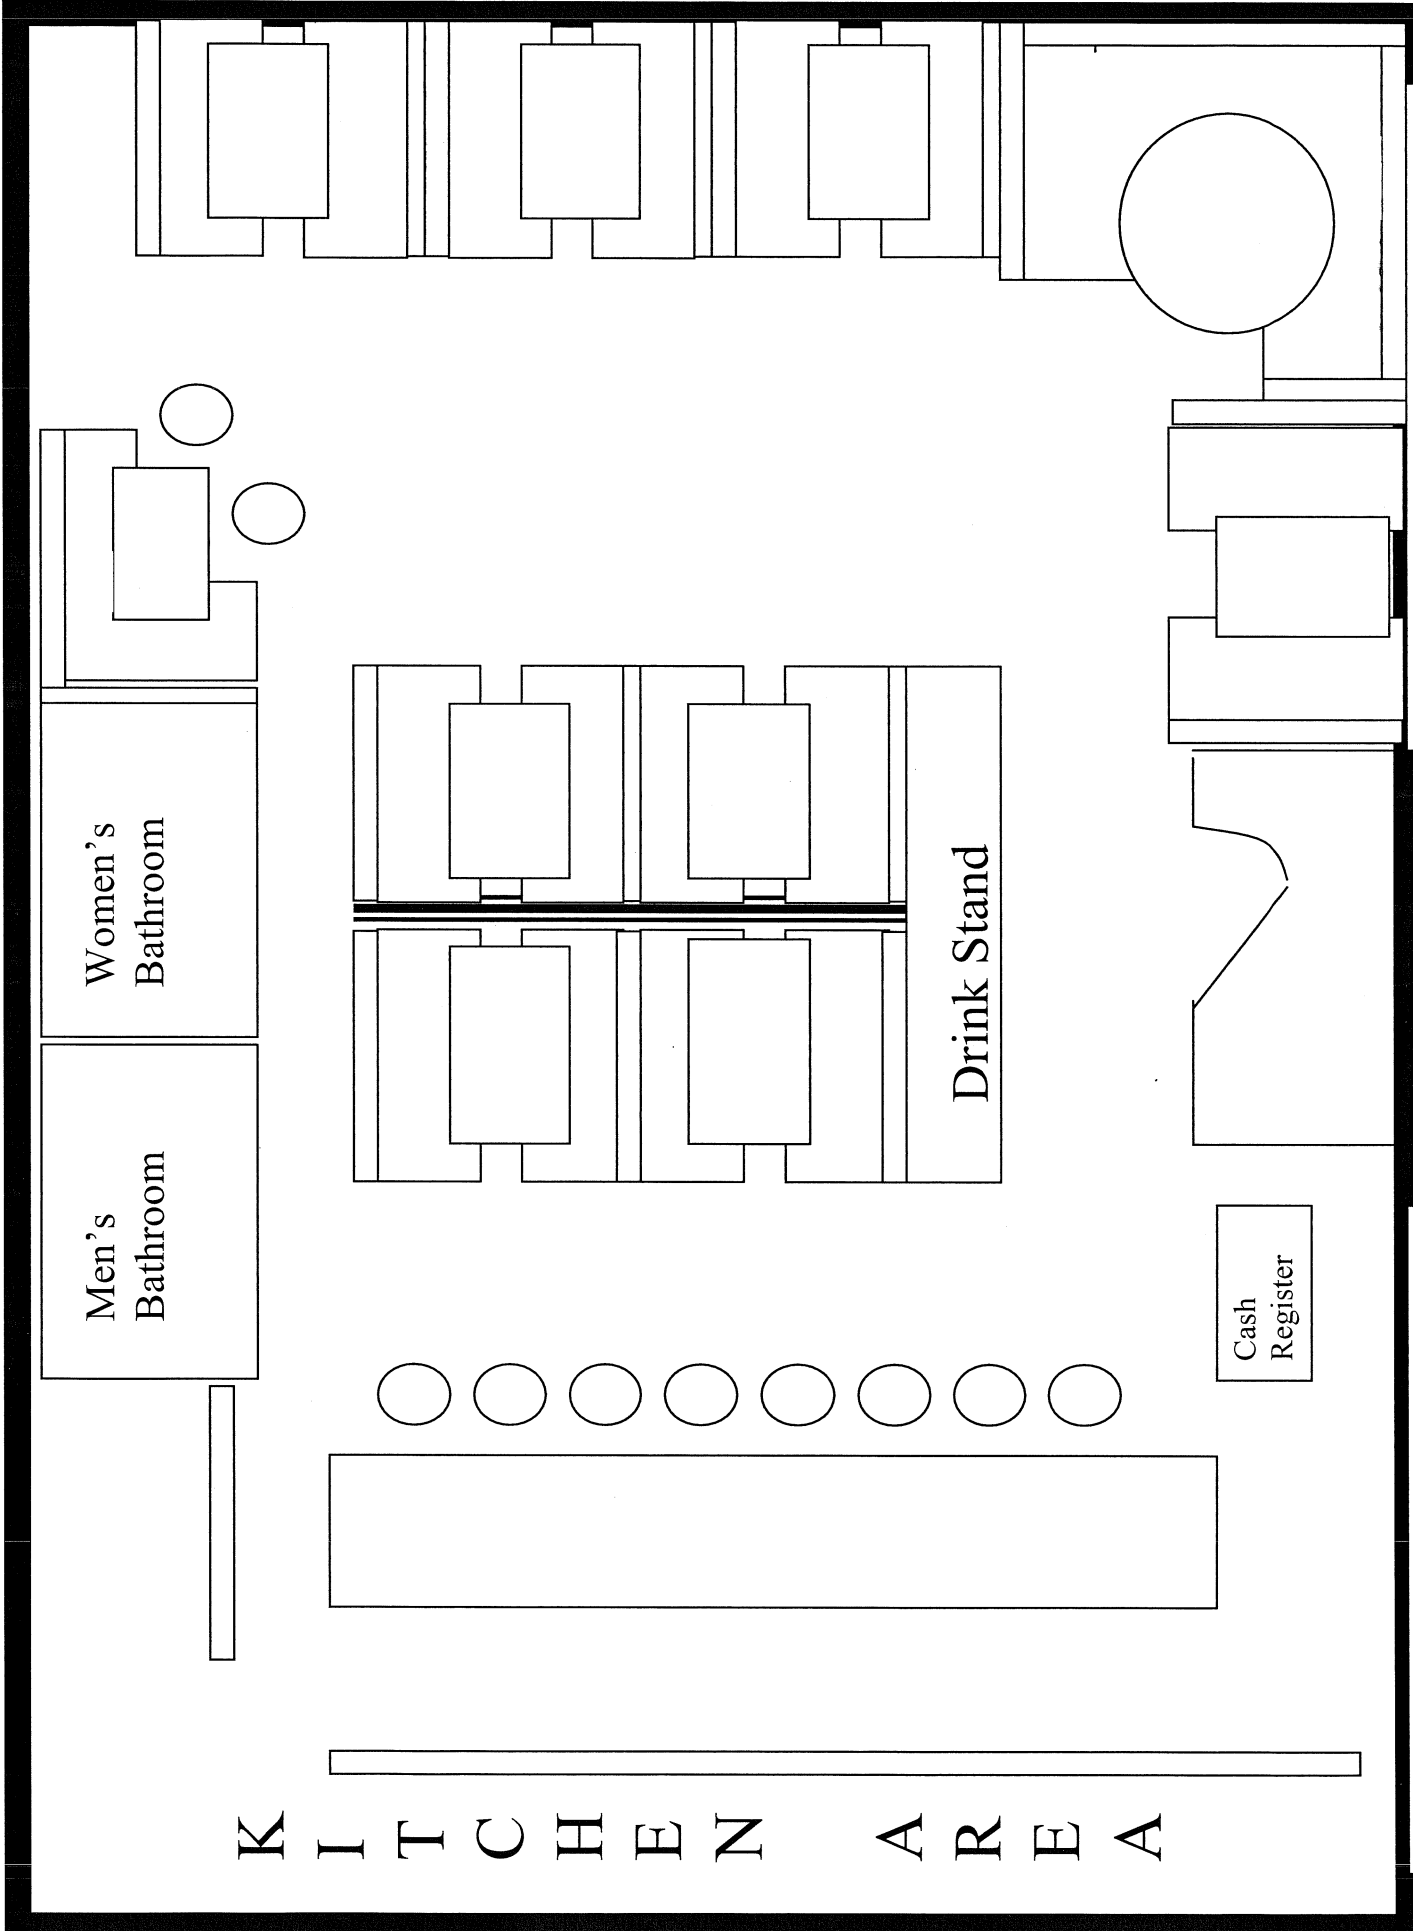 Women's
Bathroom
Men's
Bathroom
Drink Stand
Cash
Register
KITCHEN AREA